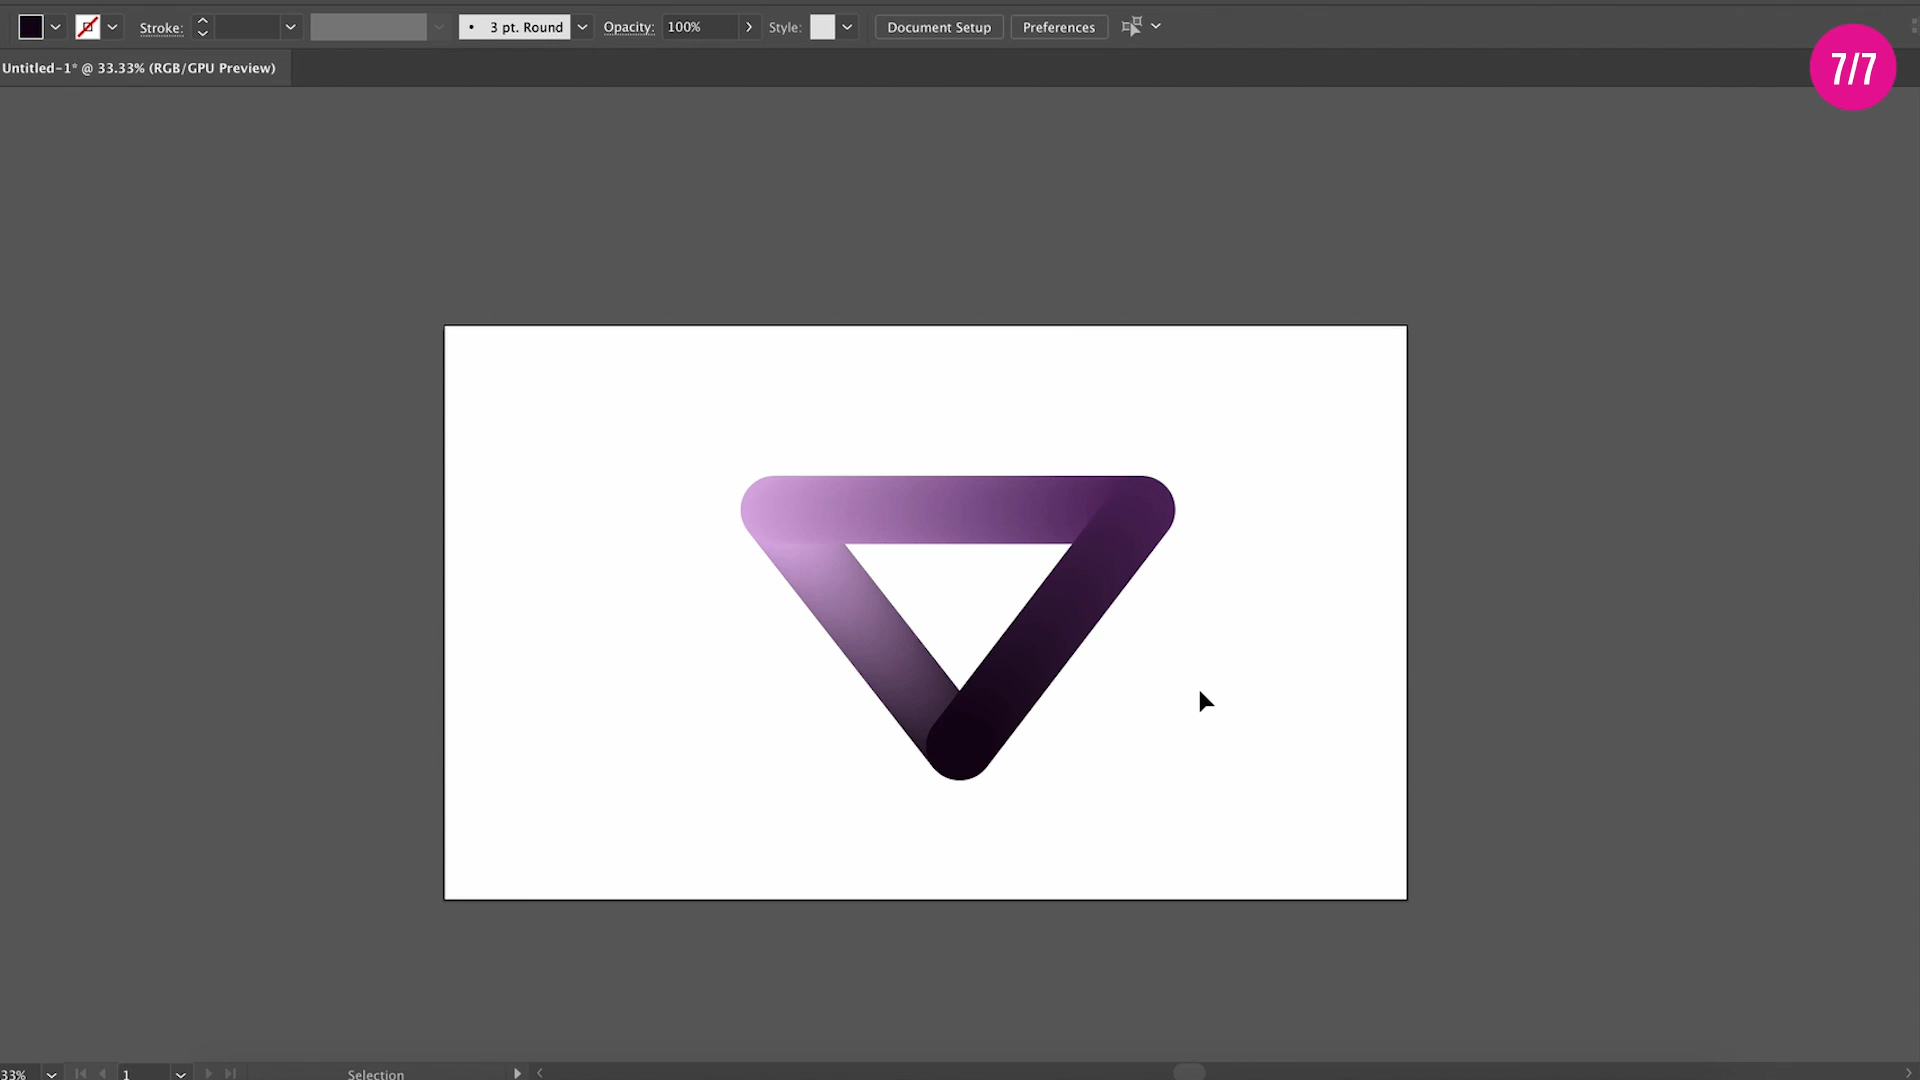 Stroke: 3 pt. Round Opacity: 100% Style: Document Setup Preferences
Untitled-1* @ 33.33% (RGB/GPU Preview)
7/7
33% 1 Selection